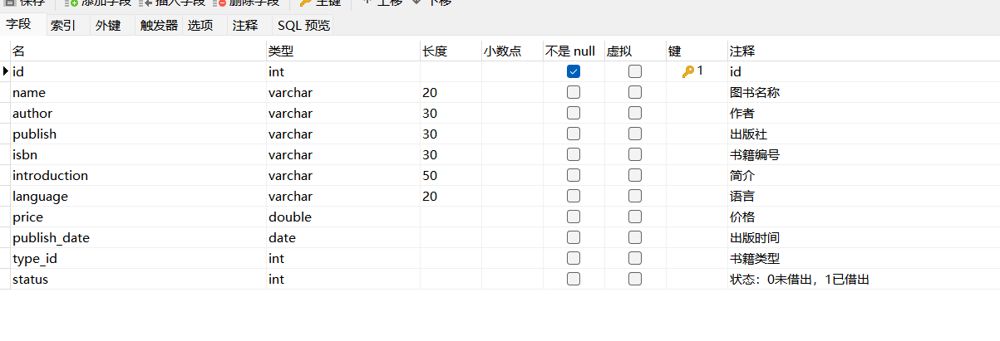 保存 添加字段 插入字段 删除字段 主键 上移 下移
字段 索引 外键 触发器 选项 注释 SQL 预览
名 类型 长度 小数点 不是 null 虚拟 键 注释
id int 1 id
name varchar 20 图书名称
author varchar 30 作者
publish varchar 30 出版社
isbn varchar 30 书籍编号
introduction varchar 50 简介
language varchar 20 语言
price double 价格
publish_date date 出版时间
type_id int 书籍类型
status int 状态：0未借出，1已借出